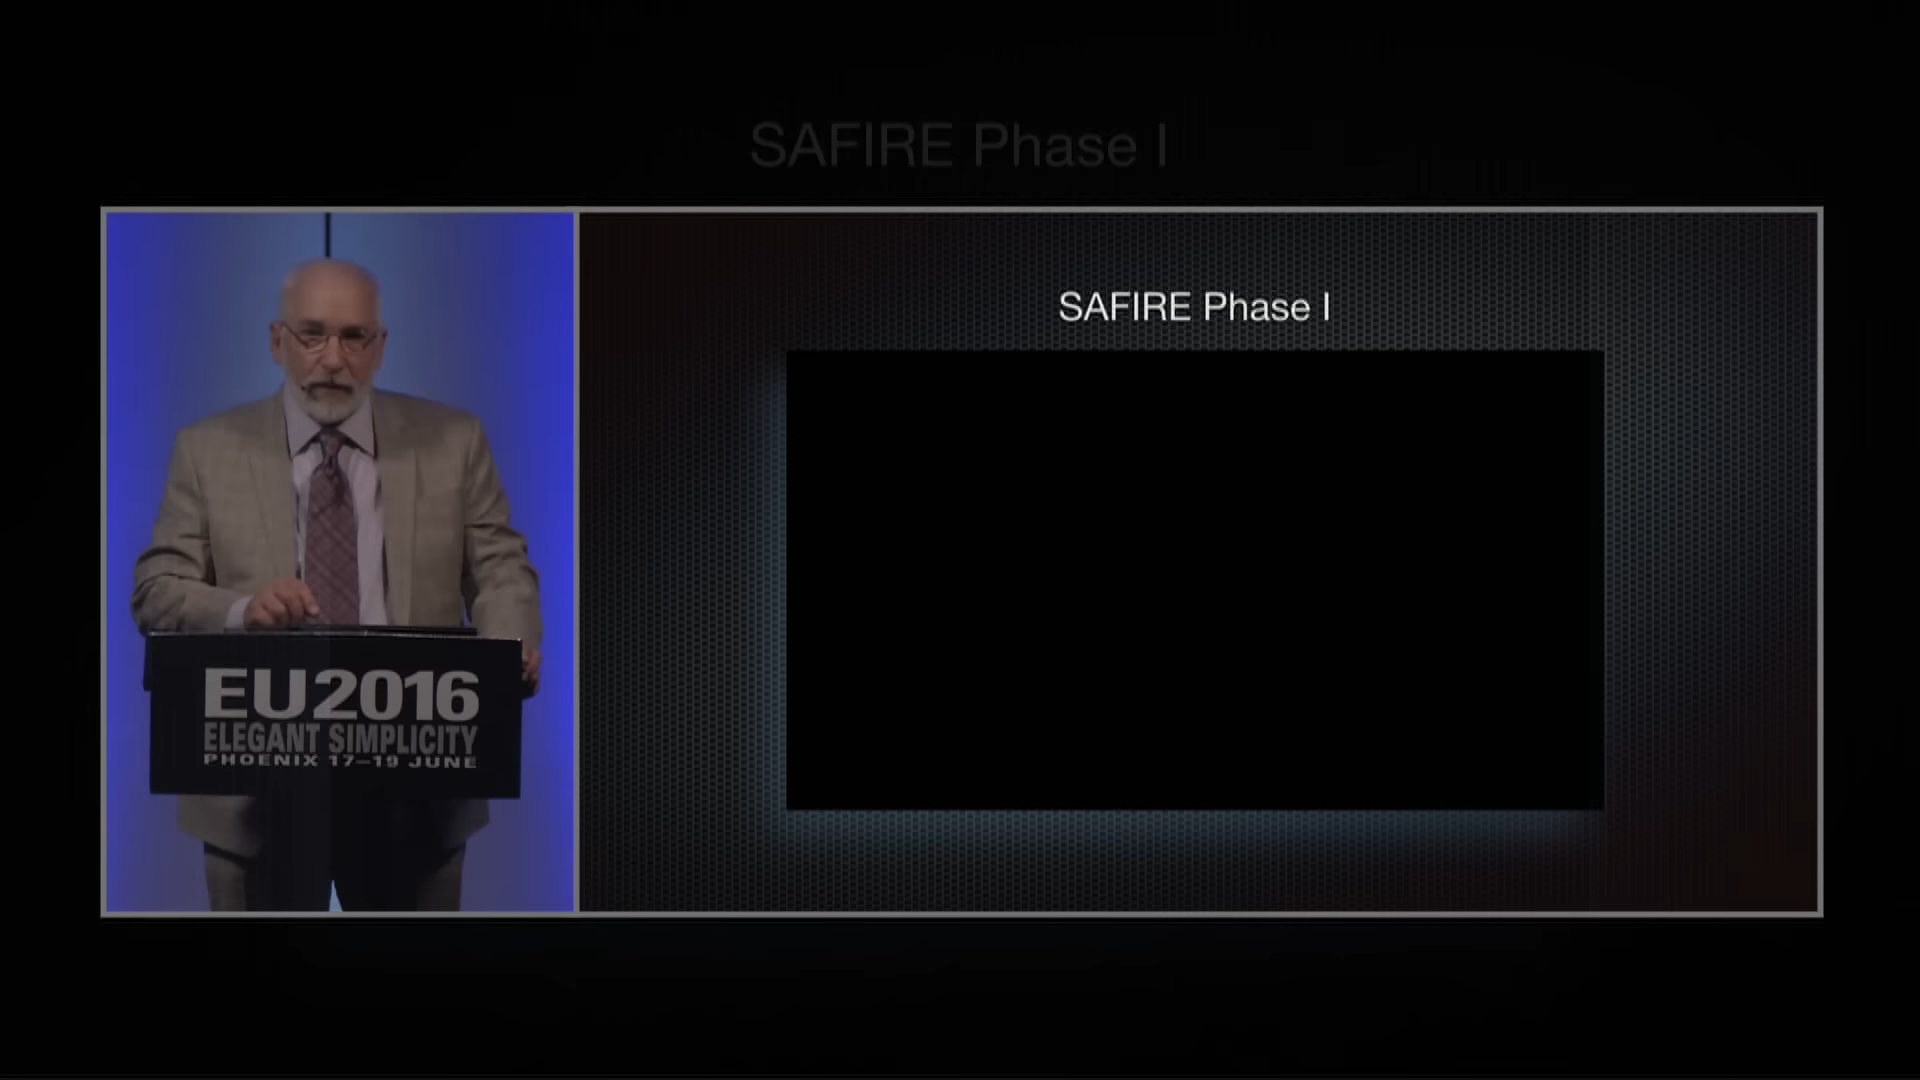 SAFIRE Phase I
SAFIRE Phase I
EU2016
ELEGANT SIMPLICITY
PHOENIX 17–19 JUNE